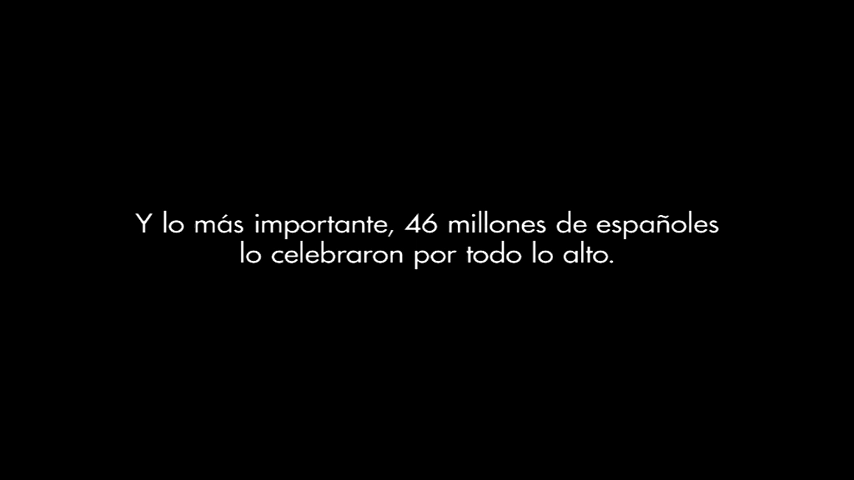 Y lo más importante, 46 millones de españoles
lo celebraron por todo lo alto.